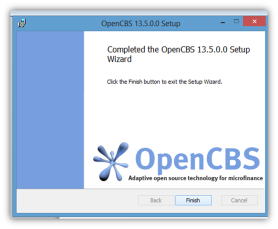 OpenCBS 13.5.0.0 Setup
Completed the OpenCBS 13.5.0.0 Setup
Wizard
Click the Finish button to exit the Setup Wizard.
OpenCBS
Adaptive open source technology for microfinance
Back Finish Cancel